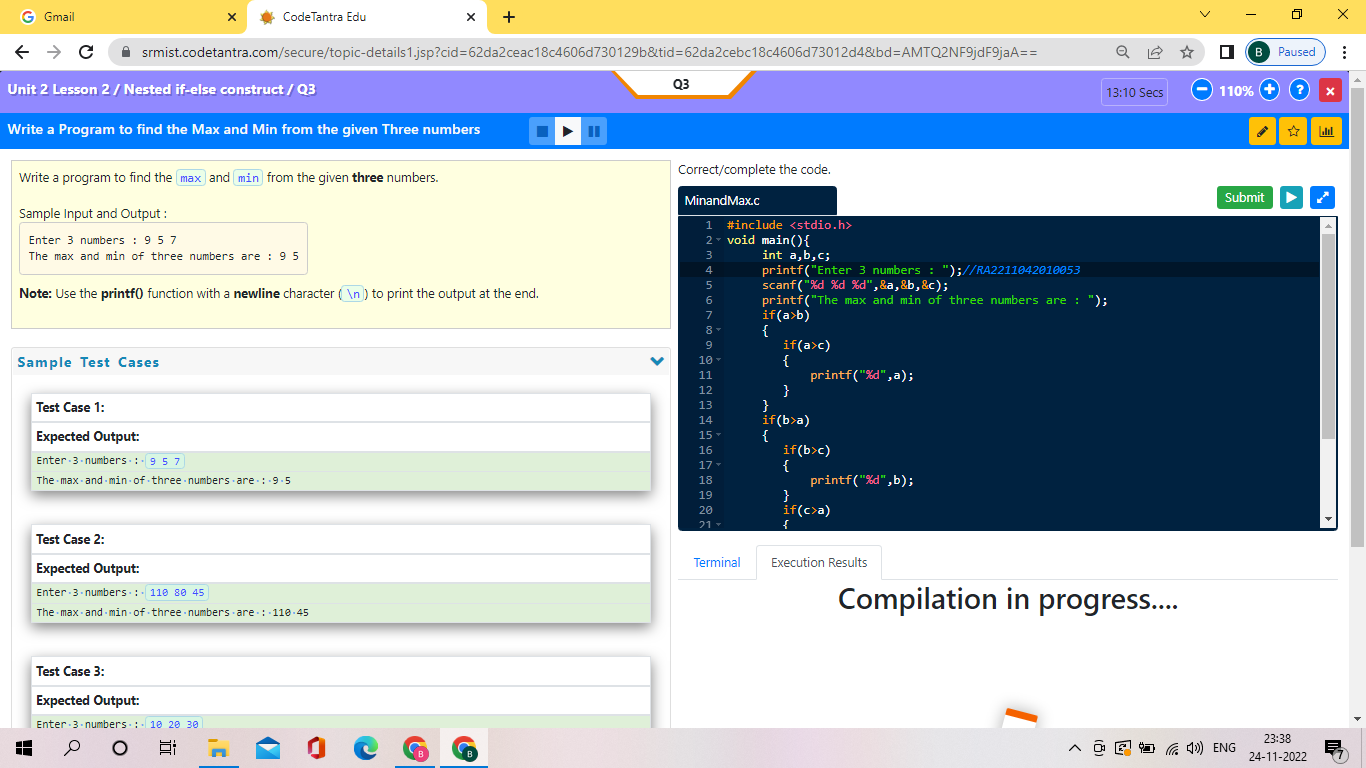 Gmail
CodeTantra Edu
srmist.codetantra.com/secure/topic-details1.jsp?cid=62da2ceac18c4606d730129b&tid=62da2cebc18c4606d73012d4&bd=AMTQ2NF9jdF9jaA==
B Paused
Unit 2 Lesson 2 / Nested if-else construct / Q3
Q3
13:10 Secs
110%
?
x
Write a Program to find the Max and Min from the given Three numbers
Write a program to find the max and min from the given three numbers.
Sample Input and Output :
Enter 3 numbers : 9 5 7
The max and min of three numbers are : 9 5
Note: Use the printf() function with a newline character ( \n ) to print the output at the end.
Sample Test Cases
Test Case 1:
Expected Output:
Enter·3·numbers·:· 9 5 7
The·max·and·min·of·three·numbers·are·:·9·5
Test Case 2:
Expected Output:
Enter·3·numbers·:· 110 80 45
The·max·and·min·of·three·numbers·are·:·110·45
Test Case 3:
Expected Output:
Enter·3·numbers·:· 10 20 30
Correct/complete the code.
MinandMax.c
Submit
1 #include <stdio.h>
2 void main(){
3 int a,b,c;
4 printf("Enter 3 numbers : ");//RA2211042010053
5 scanf("%d %d %d",&a,&b,&c);
6 printf("The max and min of three numbers are : ");
7 if(a>b)
8 {
9 if(a>c)
10 {
11 printf("%d",a);
12 }
13 }
14 if(b>a)
15 {
16 if(b>c)
17 {
18 printf("%d",b);
19 }
20 if(c>a)
21 {
Terminal
Execution Results
Compilation in progress....
B
B
ENG
23:38
24-11-2022
7